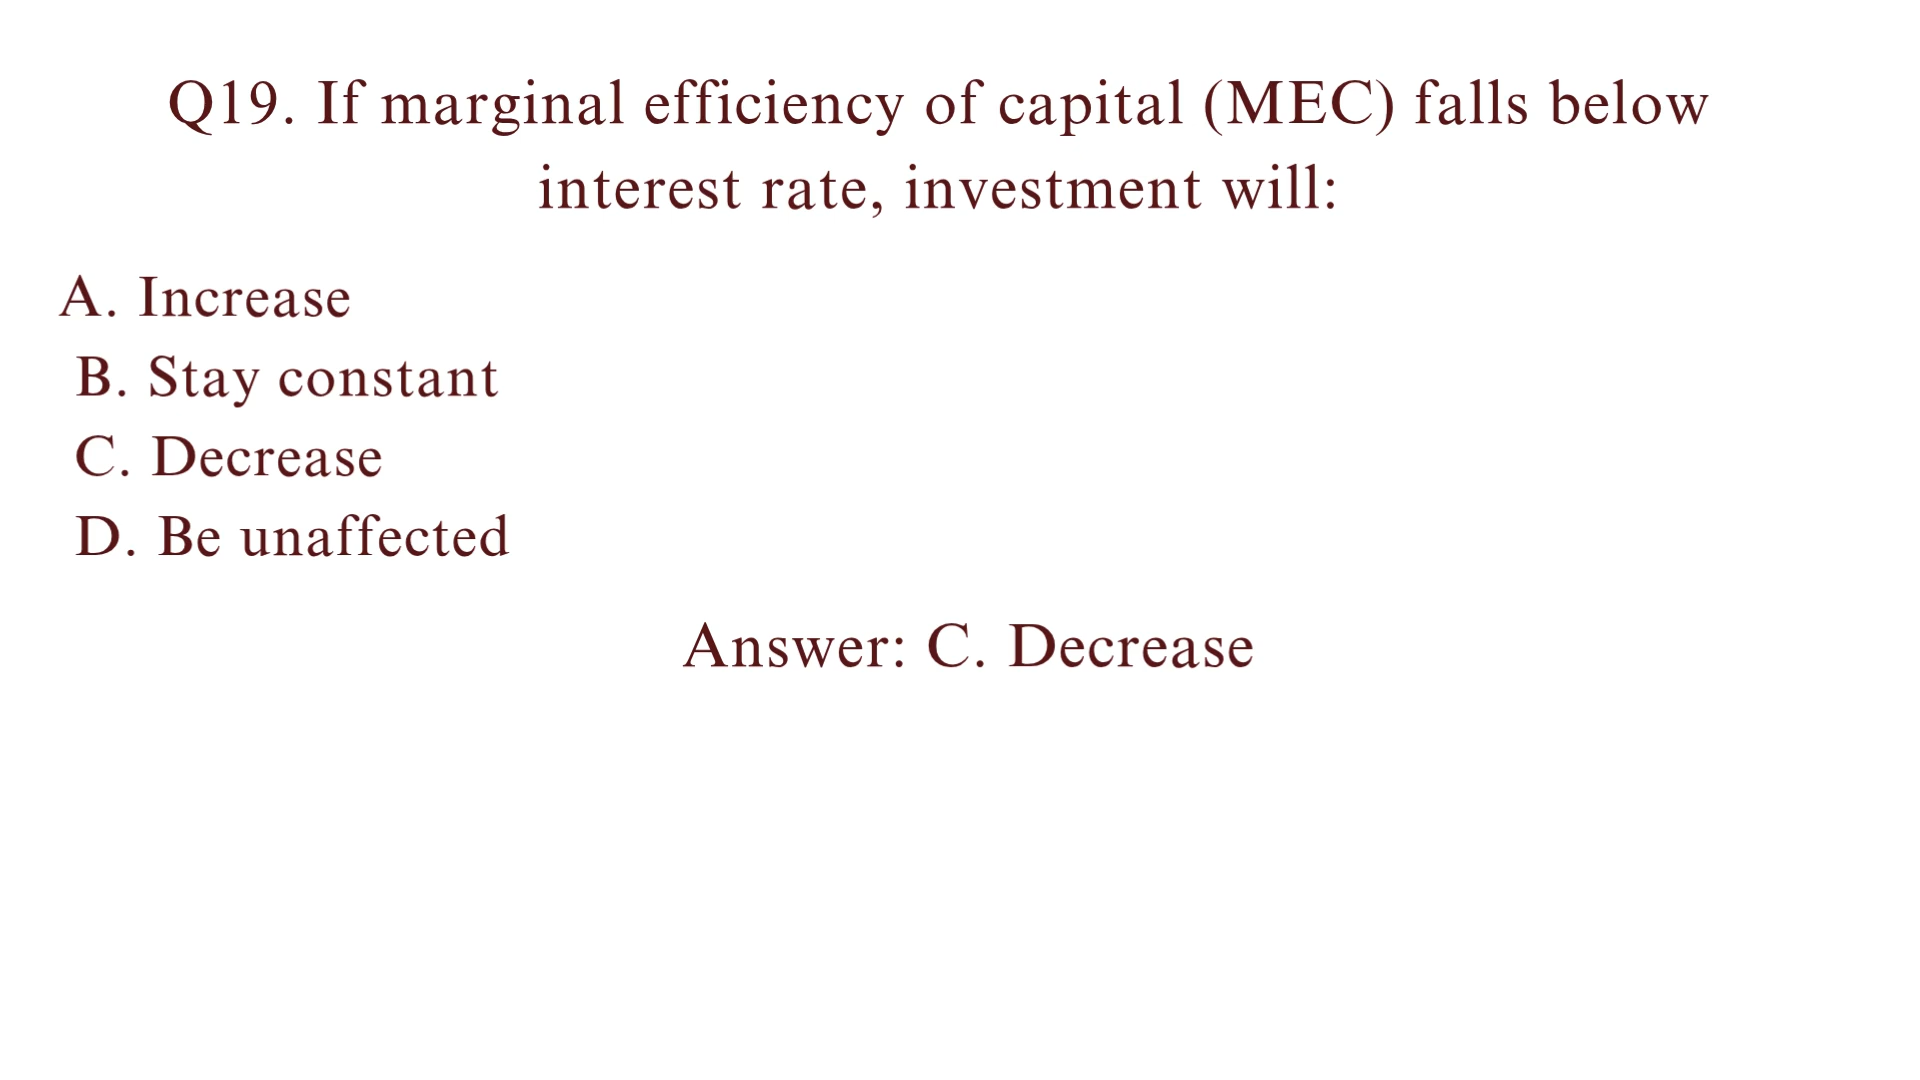 Q19. If marginal efficiency of capital (MEC) falls below
interest rate, investment will:
A. Increase
B. Stay constant
C. Decrease
D. Be unaffected
Answer: C. Decrease